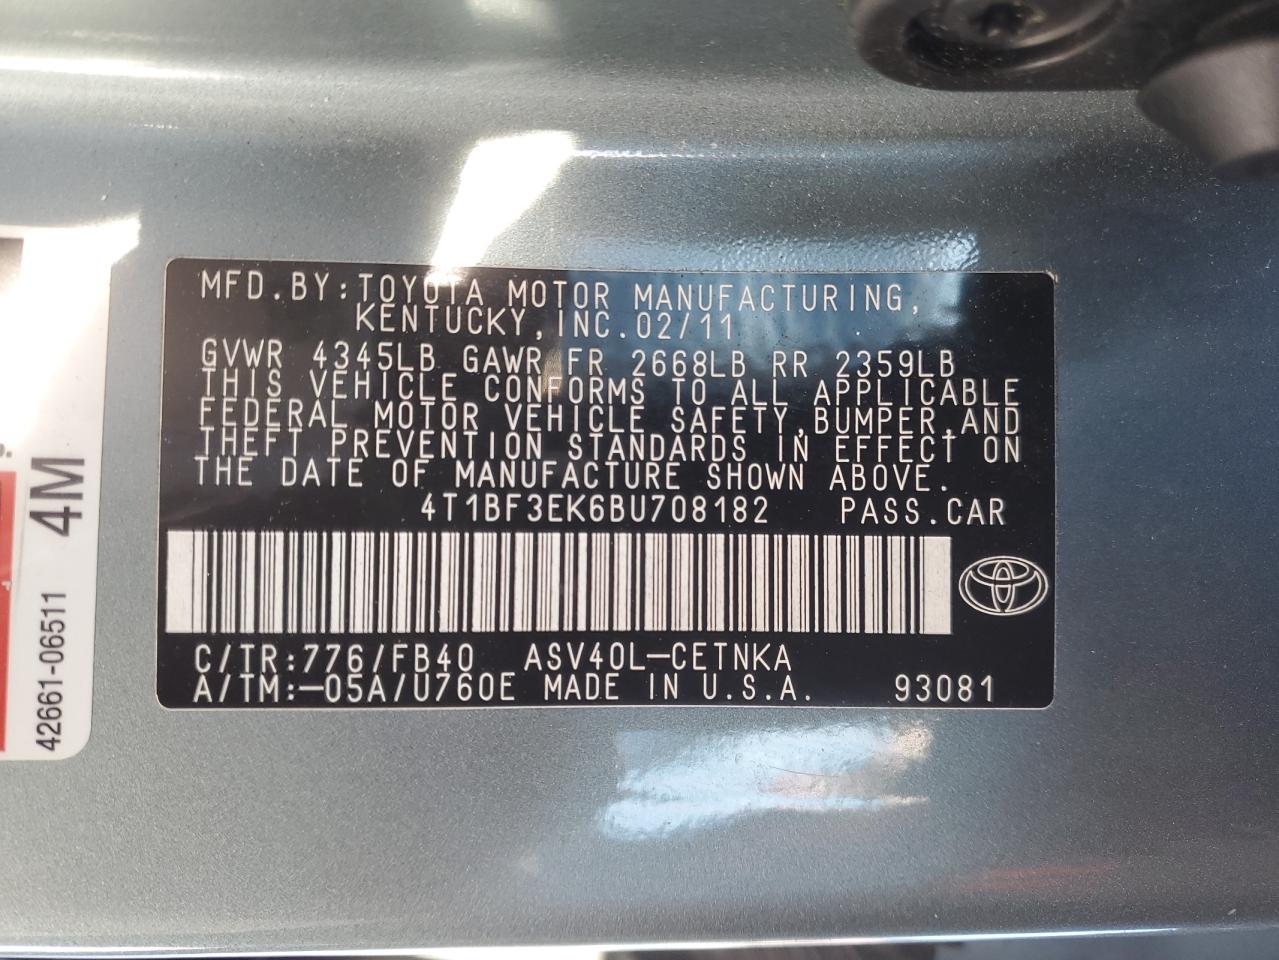 MFD.BY:TOYOTA MOTOR MANUFACTURING,
KENTUCKY,INC.02/11
GVWR 4345LB GAWR FR 2668LB RR 2359LB
THIS VEHICLE CONFORMS TO ALL APPLICABLE
FEDERAL MOTOR VEHICLE SAFETY,BUMPER,AND
THEFT PREVENTION STANDARDS IN EFFECT ON
THE DATE OF MANUFACTURE SHOWN ABOVE.
4T1BF3EK6BU708182 PASS.CAR
C/TR:776/FB40 ASV40L-CETNKA
A/TM:-05A/U760E MADE IN U.S.A. 93081
42661-06511 4M